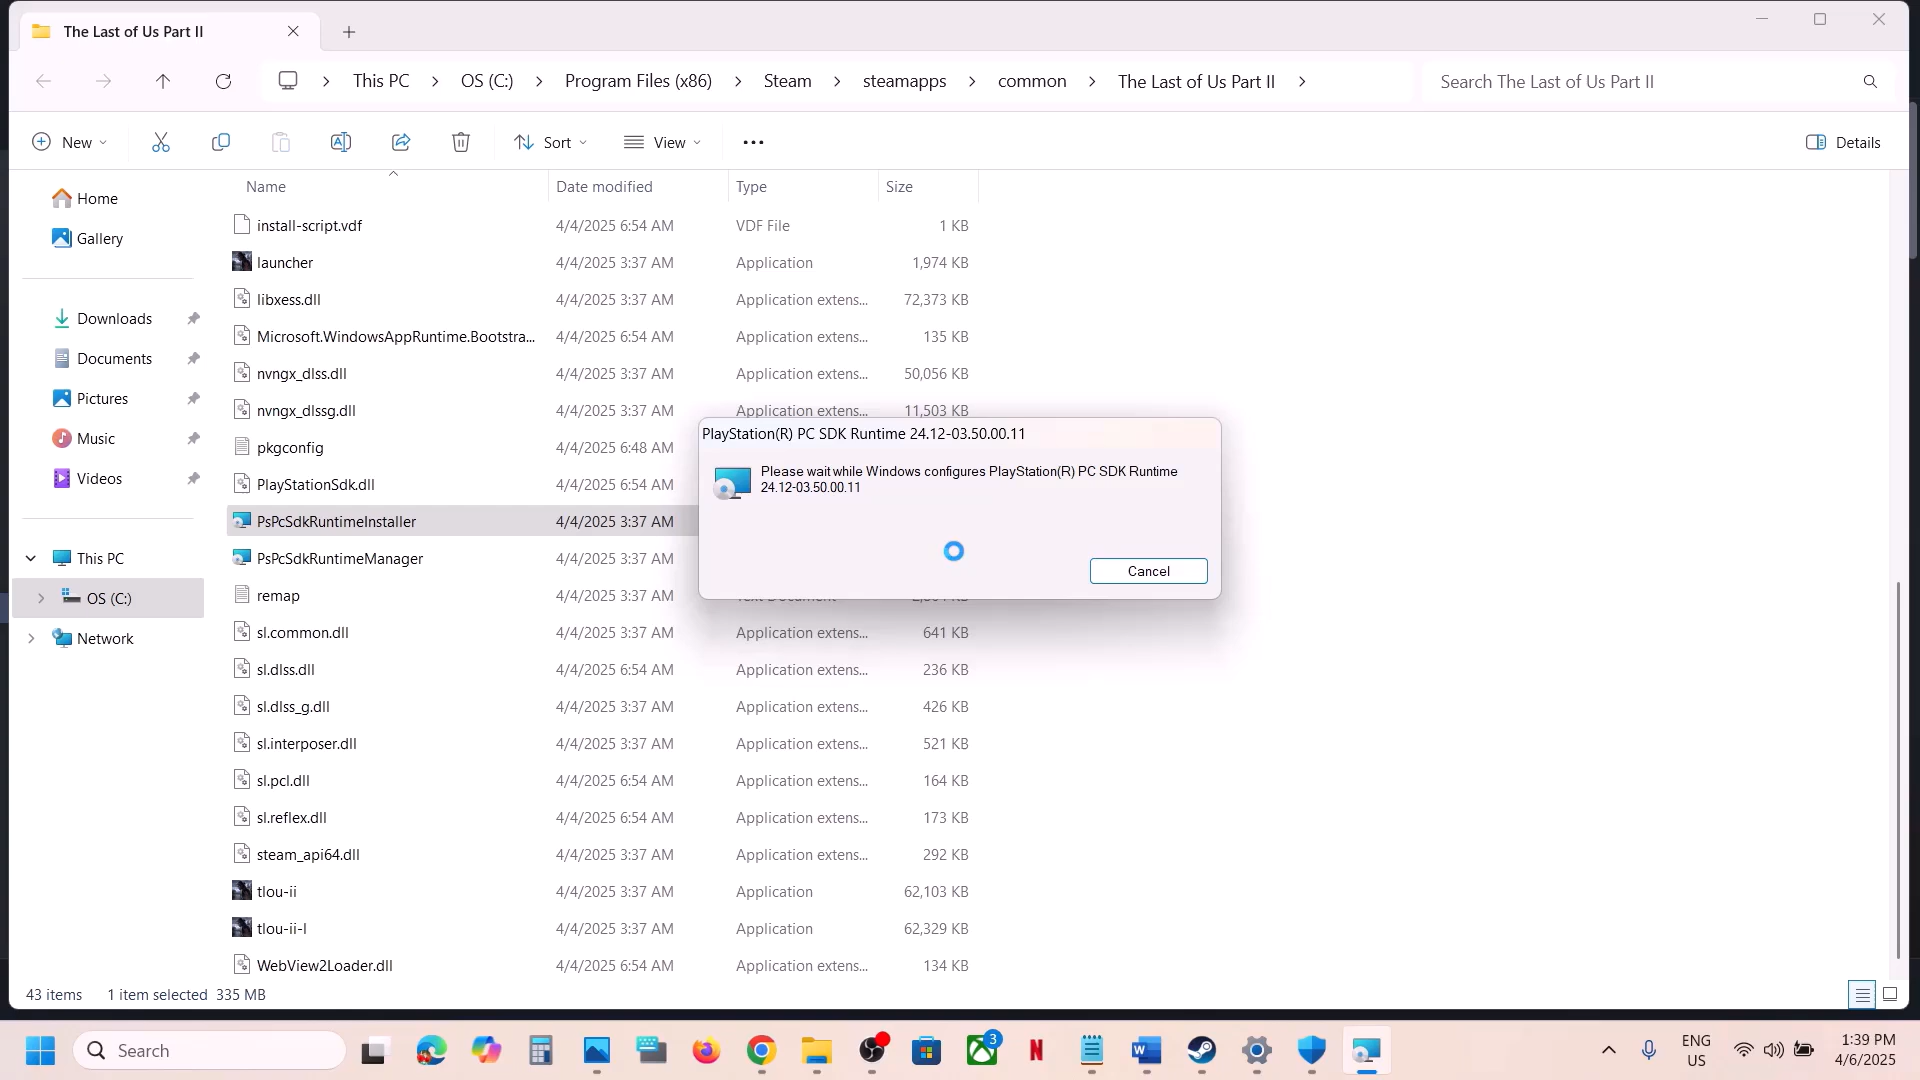 The Last of Us Part II
This PC > OS (C:) > Program Files (x86) > Steam > steamapps > common > The Last of Us Part II >
Search The Last of Us Part II
New
Sort
View
Details
Name Date modified Type Size
install-script.vdf 4/4/2025 6:54 AM VDF File 1 KB
launcher 4/4/2025 3:37 AM Application 1,974 KB
libxess.dll 4/4/2025 3:37 AM Application extens... 72,373 KB
Microsoft.WindowsAppRuntime.Bootstra... 4/4/2025 6:54 AM Application extens... 135 KB
nvngx_dlss.dll 4/4/2025 3:37 AM Application extens... 50,056 KB
nvngx_dlssg.dll 4/4/2025 3:37 AM Application extens... 11,503 KB
pkgconfig 4/4/2025 6:48 AM
PlayStationSdk.dll 4/4/2025 6:54 AM
PsPcSdkRuntimeInstaller 4/4/2025 3:37 AM
PsPcSdkRuntimeManager 4/4/2025 3:37 AM
remap 4/4/2025 3:37 AM
sl.common.dll 4/4/2025 3:37 AM Application extens... 641 KB
sl.dlss.dll 4/4/2025 6:54 AM Application extens... 236 KB
sl.dlss_g.dll 4/4/2025 3:37 AM Application extens... 426 KB
sl.interposer.dll 4/4/2025 3:37 AM Application extens... 521 KB
sl.pcl.dll 4/4/2025 6:54 AM Application extens... 164 KB
sl.reflex.dll 4/4/2025 6:54 AM Application extens... 173 KB
steam_api64.dll 4/4/2025 3:37 AM Application extens... 292 KB
tlou-ii 4/4/2025 3:37 AM Application 62,103 KB
tlou-ii-l 4/4/2025 3:37 AM Application 62,329 KB
WebView2Loader.dll 4/4/2025 6:54 AM Application extens... 134 KB
Home
Gallery
Downloads
Documents
Pictures
Music
Videos
This PC
OS (C:)
Network
PlayStation(R) PC SDK Runtime 24.12-03.50.00.11
Please wait while Windows configures PlayStation(R) PC SDK Runtime
24.12-03.50.00.11
Cancel
43 items 1 item selected 335 MB
Search
3
N
ENG
US
1:39 PM
4/6/2025